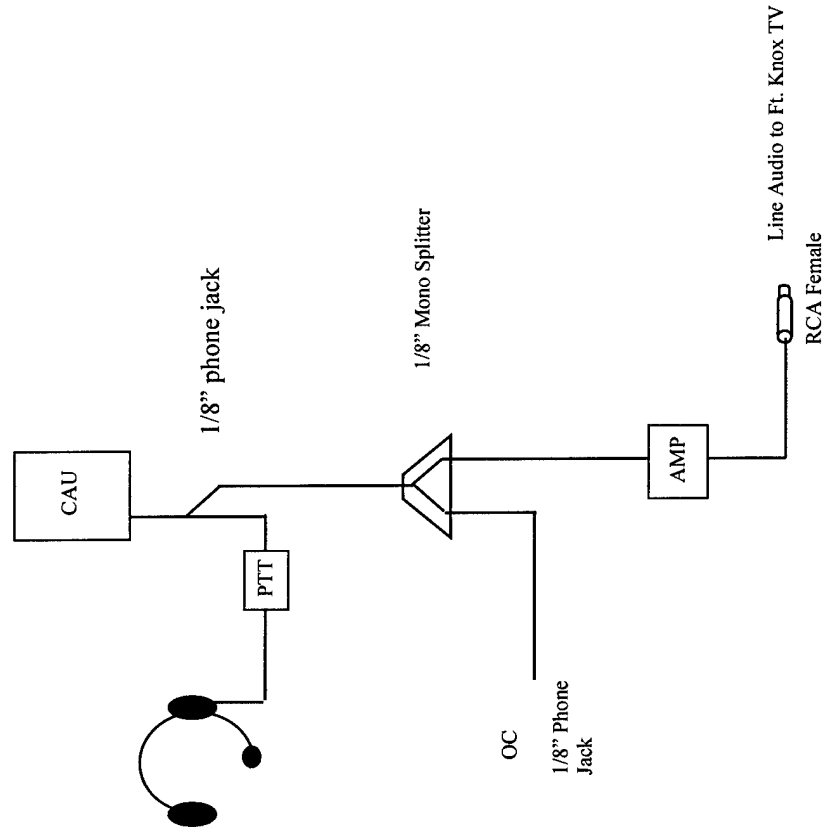 CAU
1/8” phone jack
PTT
1/8” Mono Splitter
OC
1/8” Phone
Jack
AMP
Line Audio to Ft. Knox TV
RCA Female